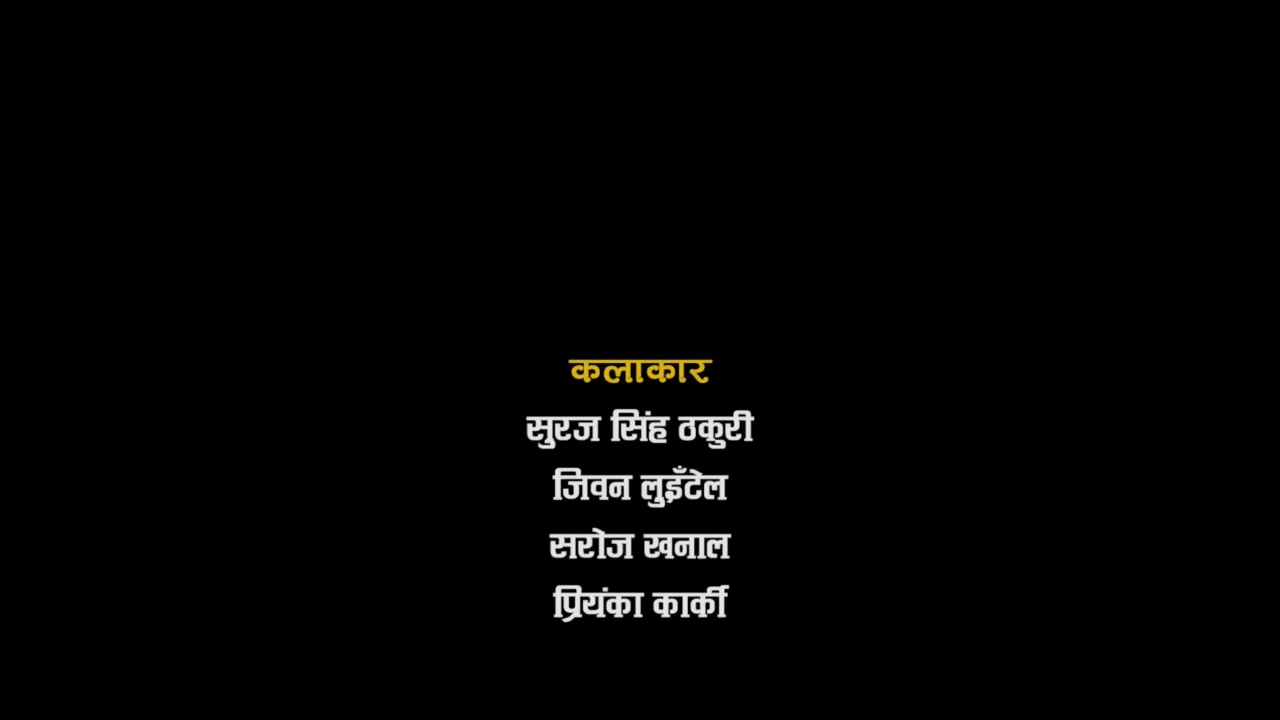 कलाकार
सुरज सिंह ठकुरी
जिवन लुइँटेल
सरोज खनाल
प्रियंका कार्की